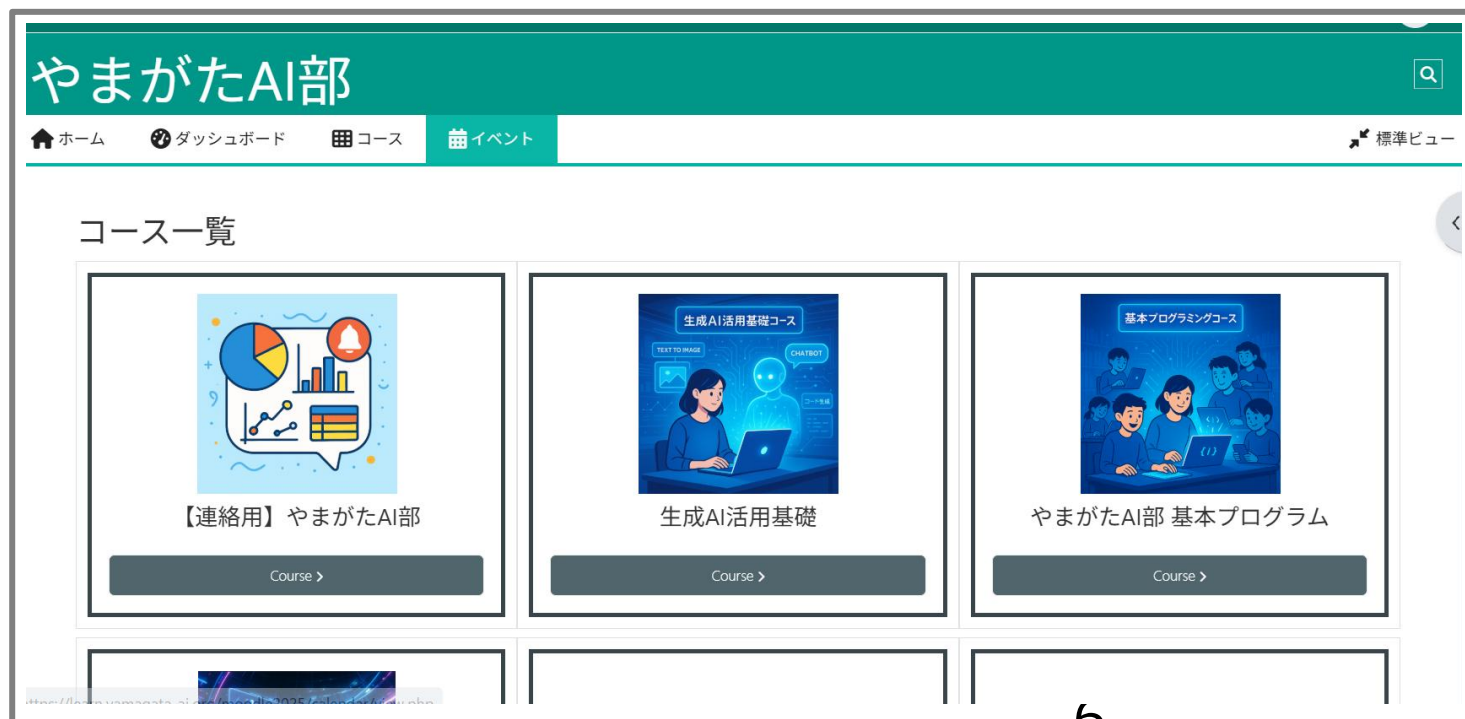 やまがたAI部
ホーム ダッシュボード コース イベント 標準ビュー
コース一覧
生成AI活用基礎コース
TEXT TO IMAGE
CHATBOT
コード生成
基本プログラミングコース
【連絡用】やまがたAI部
生成AI活用基礎
やまがたAI部 基本プログラム
Course
Course
Course